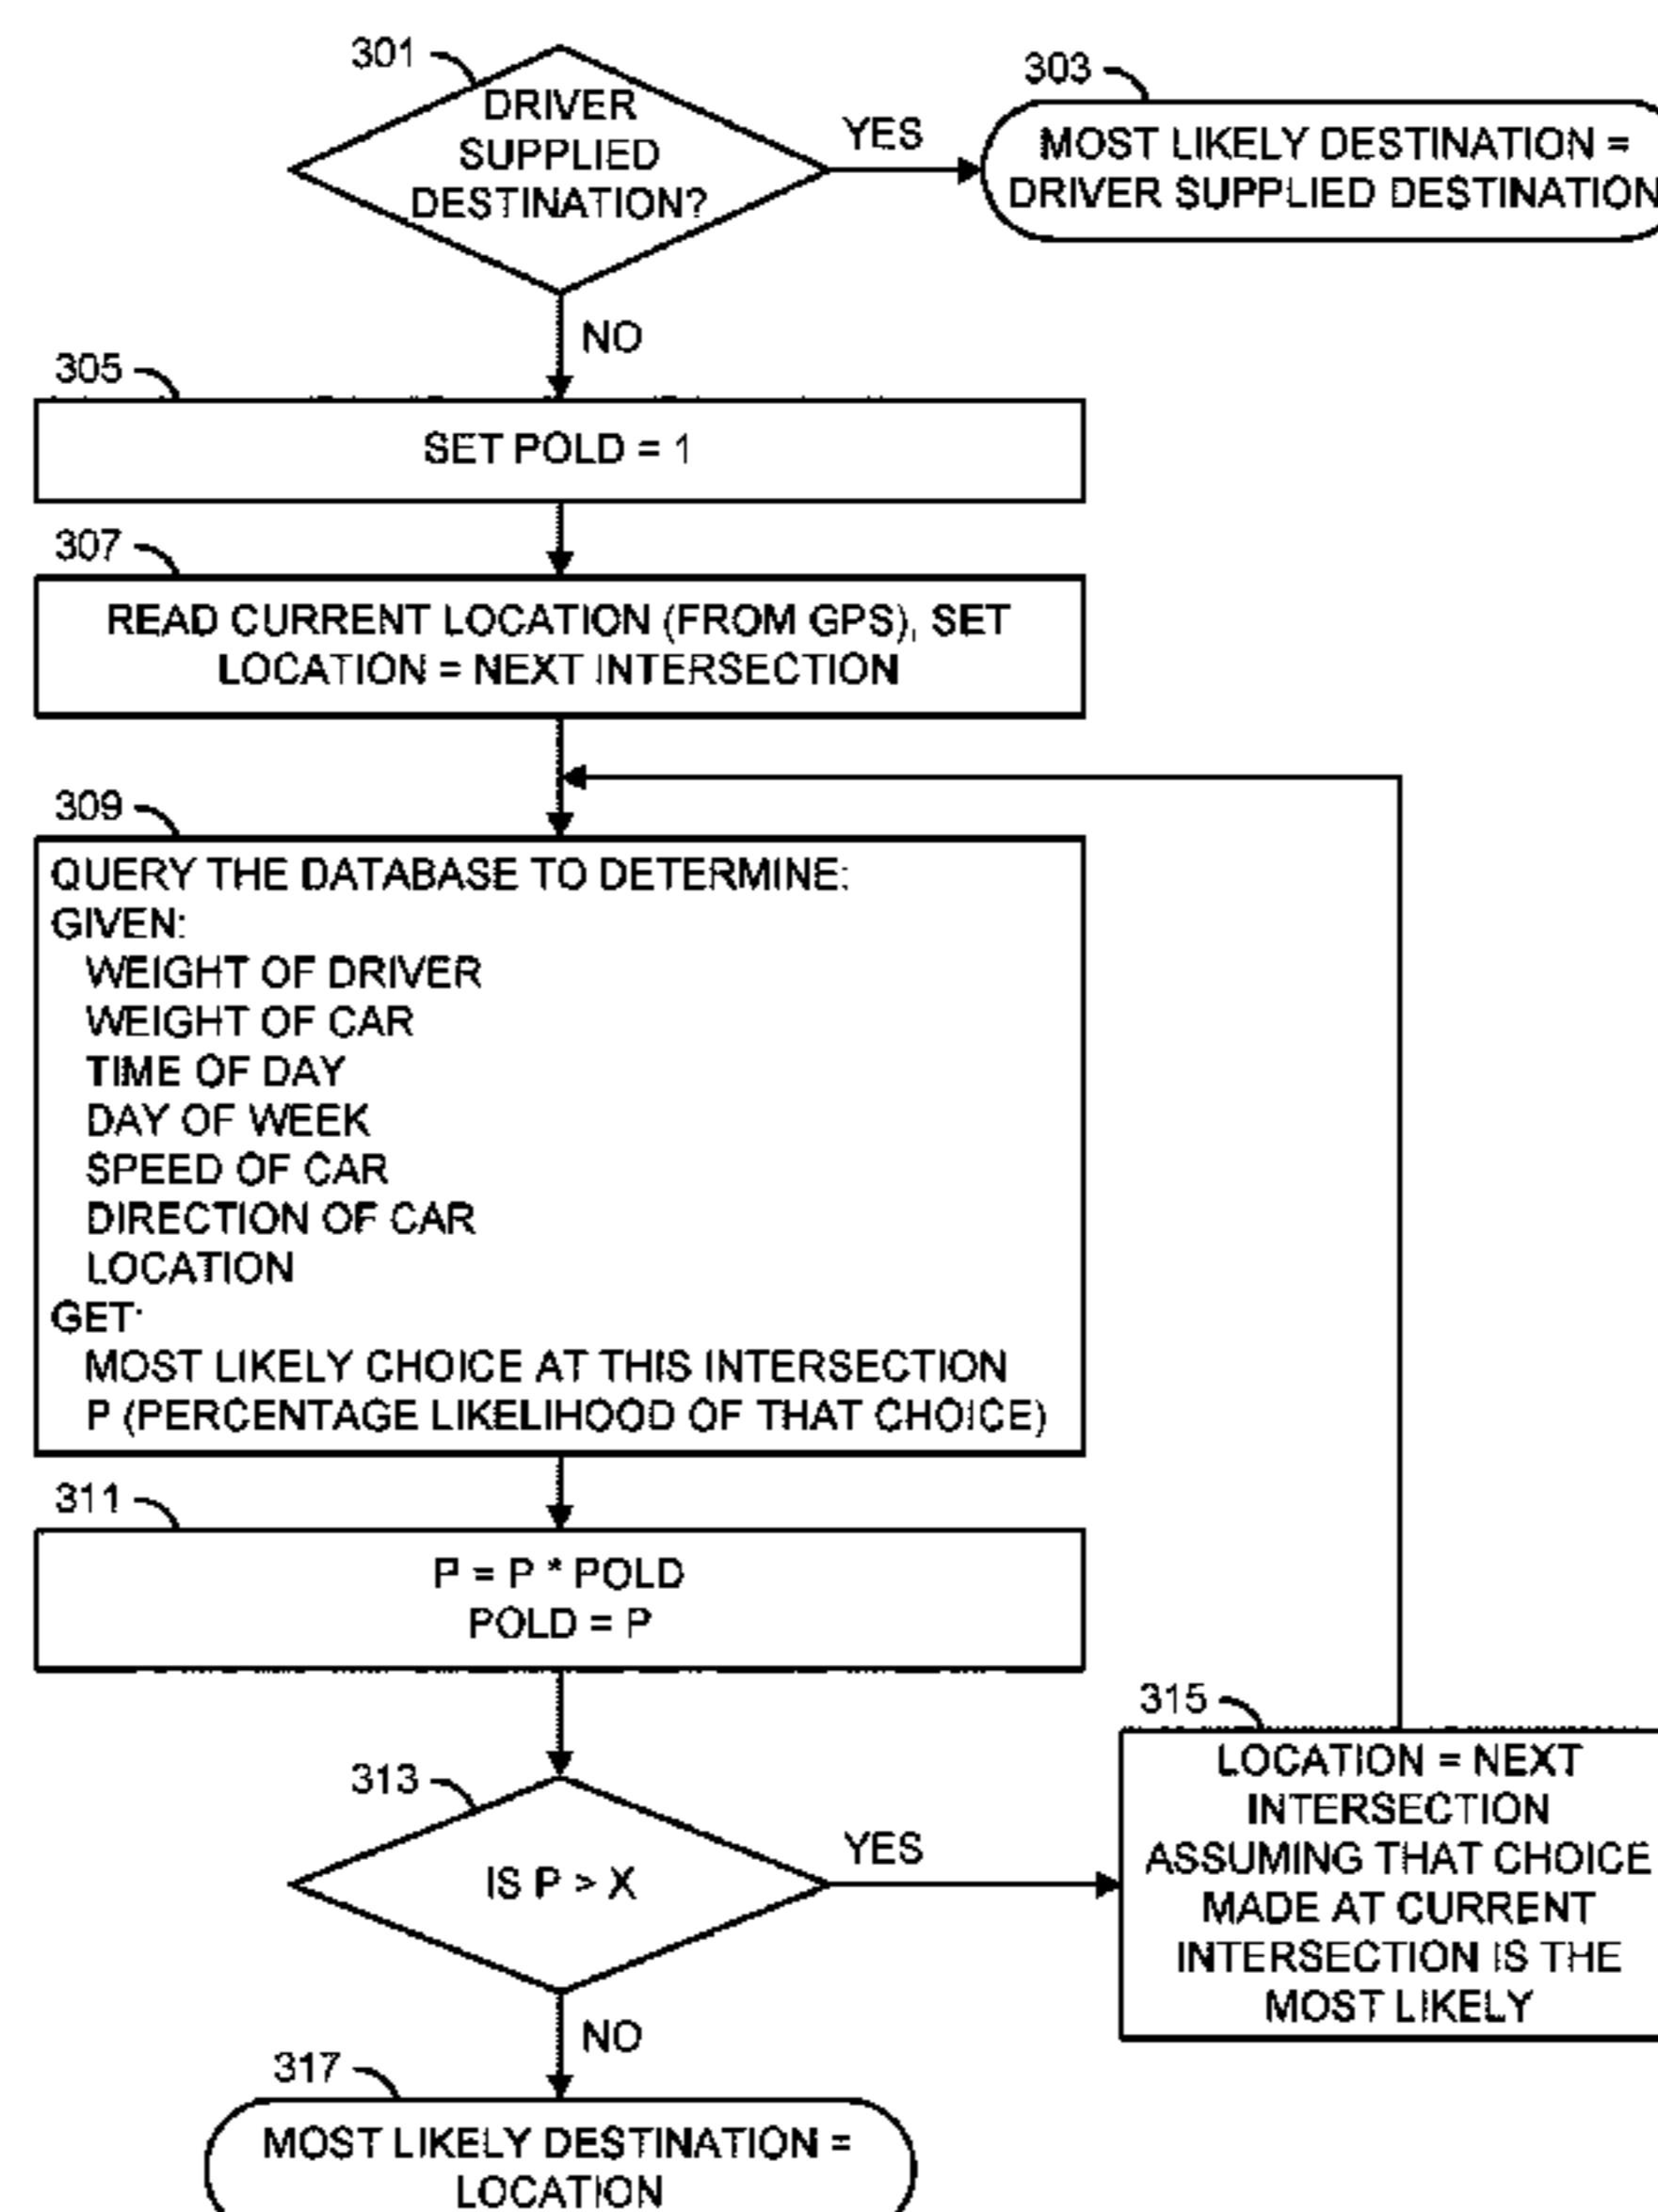 301
DRIVER
SUPPLIED
DESTINATION?
YES
303
MOST LIKELY DESTINATION =
DRIVER SUPPLIED DESTINATION
NO
305
SET POLD = 1
307
READ CURRENT LOCATION (FROM GPS), SET
LOCATION = NEXT INTERSECTION
309
QUERY THE DATABASE TO DETERMINE:
GIVEN:
WEIGHT OF DRIVER
WEIGHT OF CAR
TIME OF DAY
DAY OF WEEK
SPEED OF CAR
DIRECTION OF CAR
LOCATION
GET:
MOST LIKELY CHOICE AT THIS INTERSECTION
P (PERCENTAGE LIKELIHOOD OF THAT CHOICE)
311
P = P * POLD
POLD = P
313
IS P > X
YES
315
LOCATION = NEXT
INTERSECTION
ASSUMING THAT CHOICE
MADE AT CURRENT
INTERSECTION IS THE
MOST LIKELY
NO
317
MOST LIKELY DESTINATION =
LOCATION